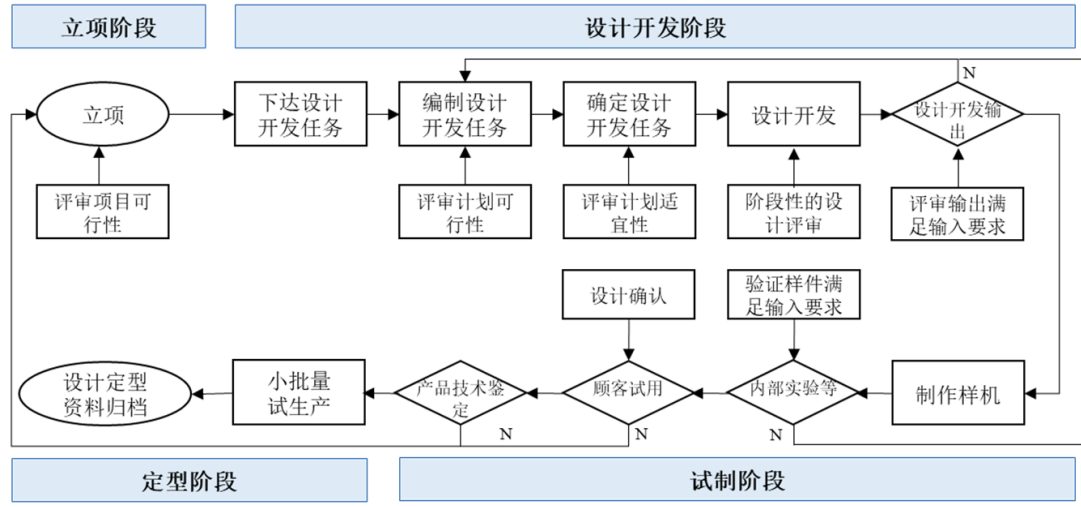 立项阶段
设计开发阶段
N
立项
下达设计
开发任务
编制设计
开发任务
确定设计
开发任务
设计开发
设计开发输
出
评审项目可
行性
评审计划可
行性
评审计划适
宜性
阶段性的设
计评审
评审输出满
足输入要求
设计确认
验证样件满
足输入要求
设计定型
资料归档
小批量
试生产
产品技术鉴
定
顾客试用
内部实验等
制作样机
N
N
N
定型阶段
试制阶段